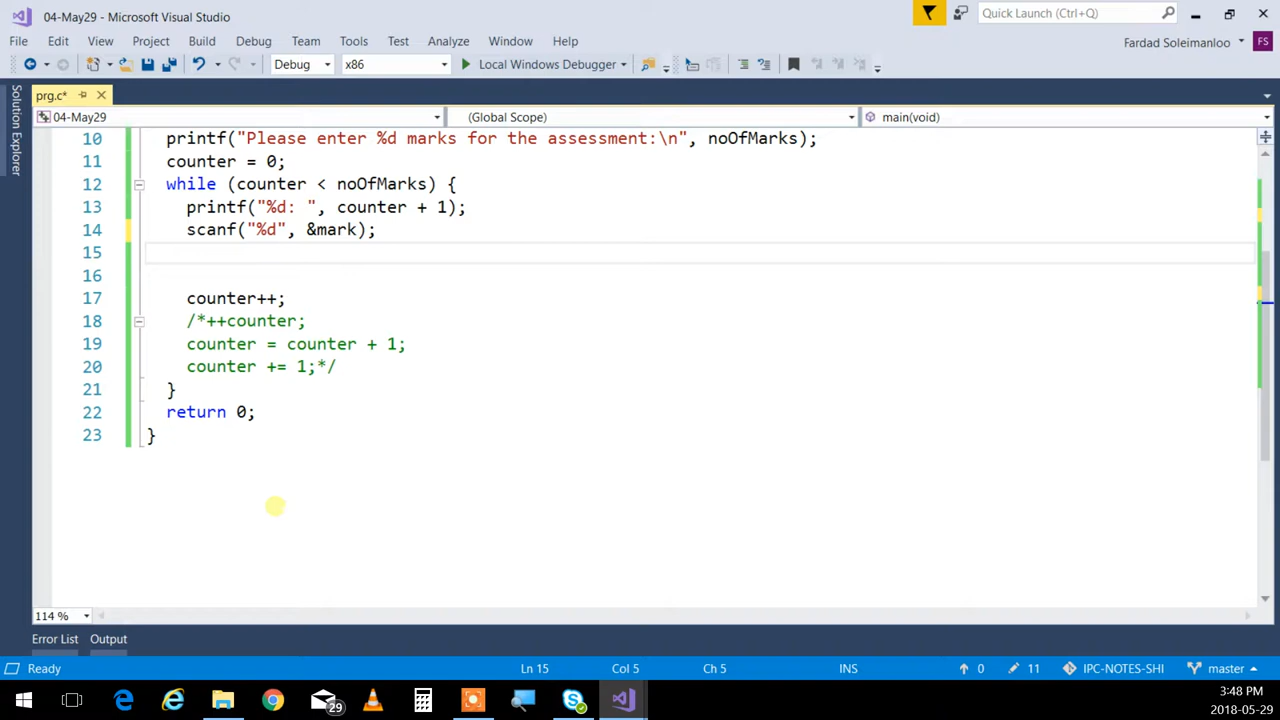 04-May29 - Microsoft Visual Studio
Quick Launch (Ctrl+Q)
File Edit View Project Build Debug Team Tools Test Analyze Window Help
Fardad Soleimanloo FS
Debug x86 Local Windows Debugger
Solution Explorer
prg.c*
04-May29 (Global Scope) main(void)
10 printf("Please enter %d marks for the assessment:\n", noOfMarks);
11 counter = 0;
12 while (counter < noOfMarks) {
13 printf("%d: ", counter + 1);
14 scanf("%d", &mark);
15
16
17 counter++;
18 /*++counter;
19 counter = counter + 1;
20 counter += 1;*/
21 }
22 return 0;
23 }
114 %
Error List Output
Ready Ln 15 Col 5 Ch 5 INS 0 11 IPC-NOTES-SHI master
29
3:48 PM
2018-05-29